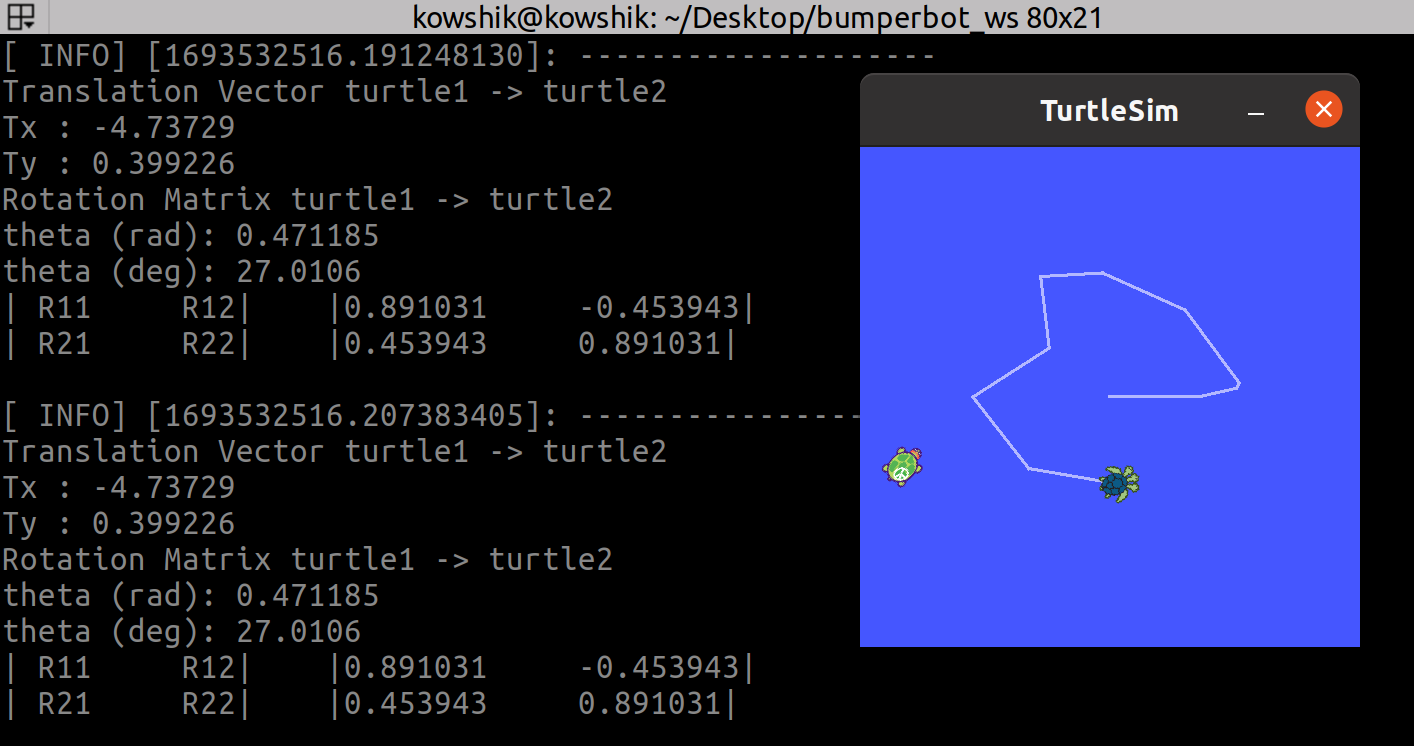 kowshik@kowshik: ~/Desktop/bumperbot_ws 80x21
[ INFO] [1693532516.191248130]: --------------------
Translation Vector turtle1 -> turtle2
Tx : -4.73729
Ty : 0.399226
Rotation Matrix turtle1 -> turtle2
theta (rad): 0.471185
theta (deg): 27.0106
| R11     R12|     |0.891031     -0.453943|
| R21     R22|     |0.453943     0.891031|
[ INFO] [1693532516.207383405]: ----------------
Translation Vector turtle1 -> turtle2
Tx : -4.73729
Ty : 0.399226
Rotation Matrix turtle1 -> turtle2
theta (rad): 0.471185
theta (deg): 27.0106
| R11     R12|     |0.891031     -0.453943|
| R21     R22|     |0.453943     0.891031|
TurtleSim